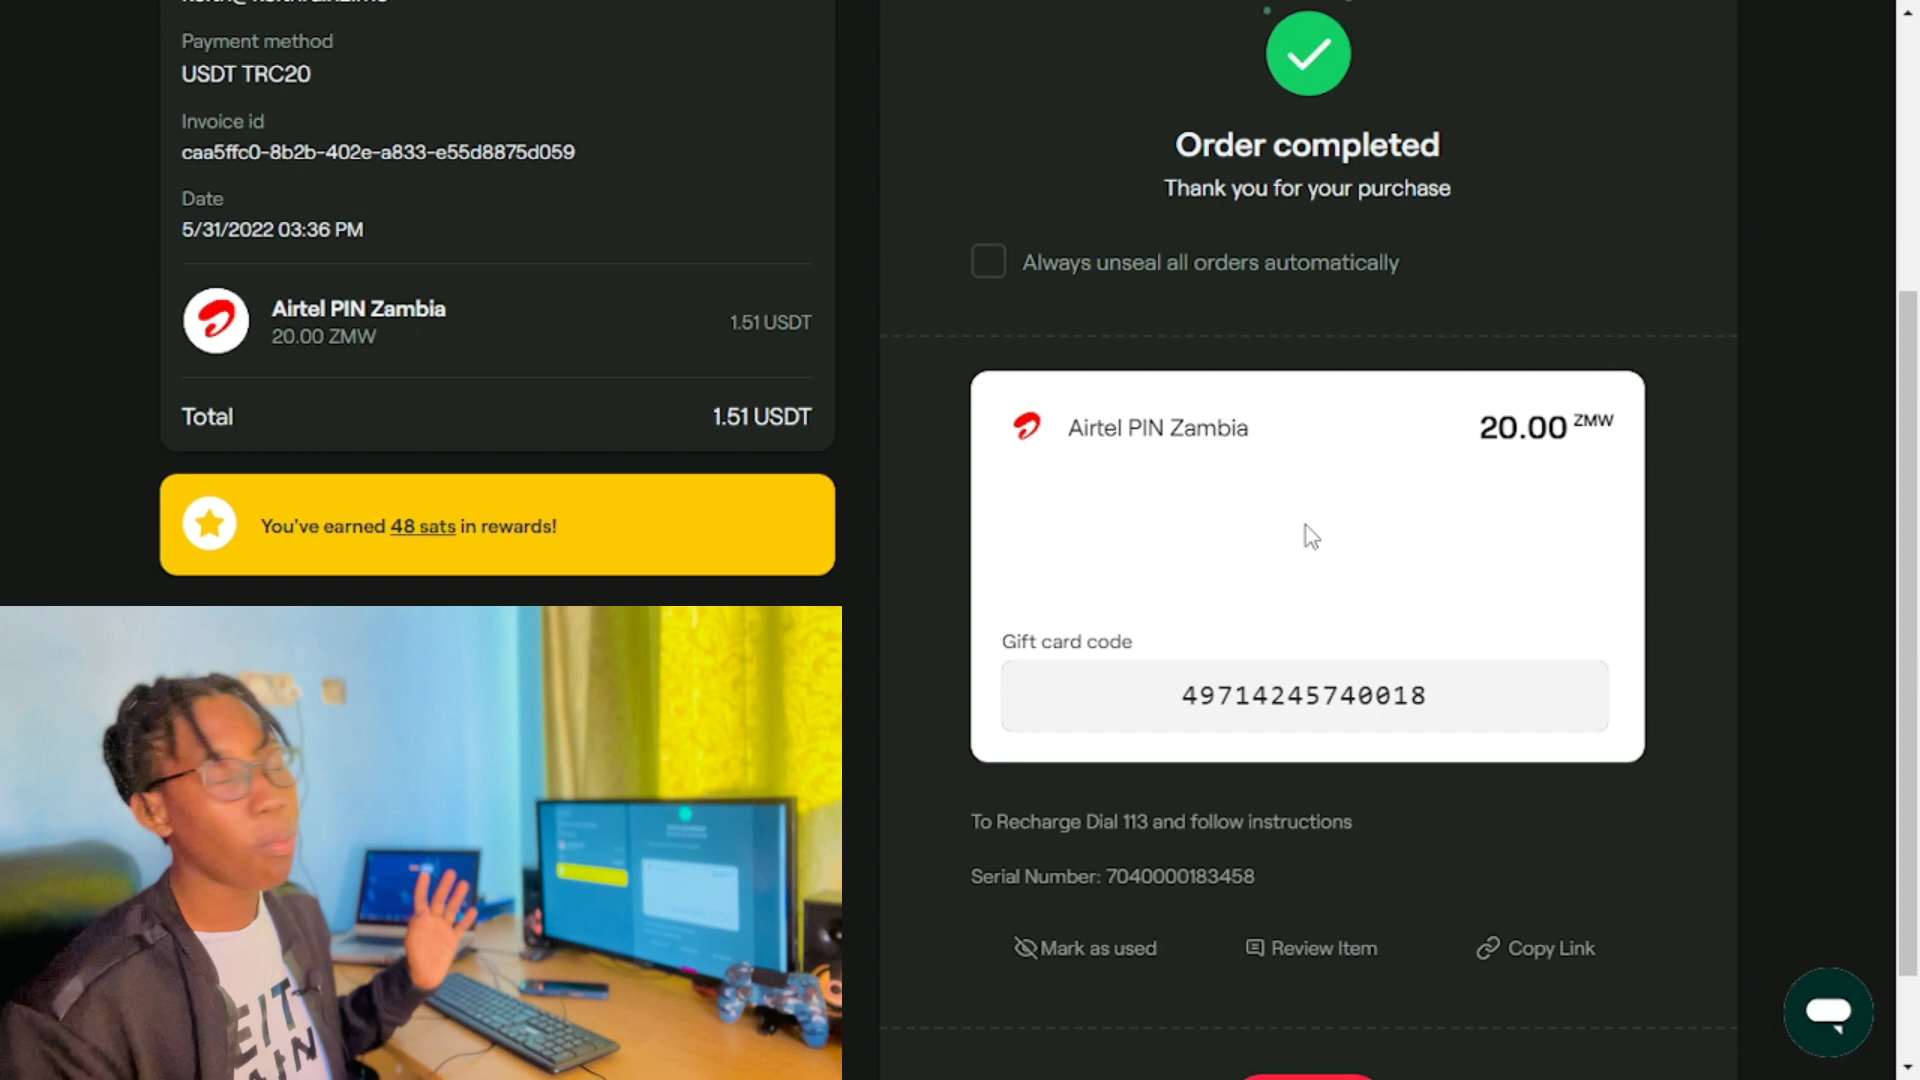 Payment method
USDT TRC20
Invoice id
caa5ffc0-8b2b-402e-a833-e55d8875d059
Date
5/31/2022 03:36 PM
Airtel PIN Zambia
20.00 ZMW
1.51 USDT
Total
1.51 USDT
You've earned 48 sats in rewards!
Order completed
Thank you for your purchase
Always unseal all orders automatically
Airtel PIN Zambia
20.00 ZMW
Gift card code
49714245740018
To Recharge Dial 113 and follow instructions
Serial Number: 7040000183458
Mark as used
Review Item
Copy Link